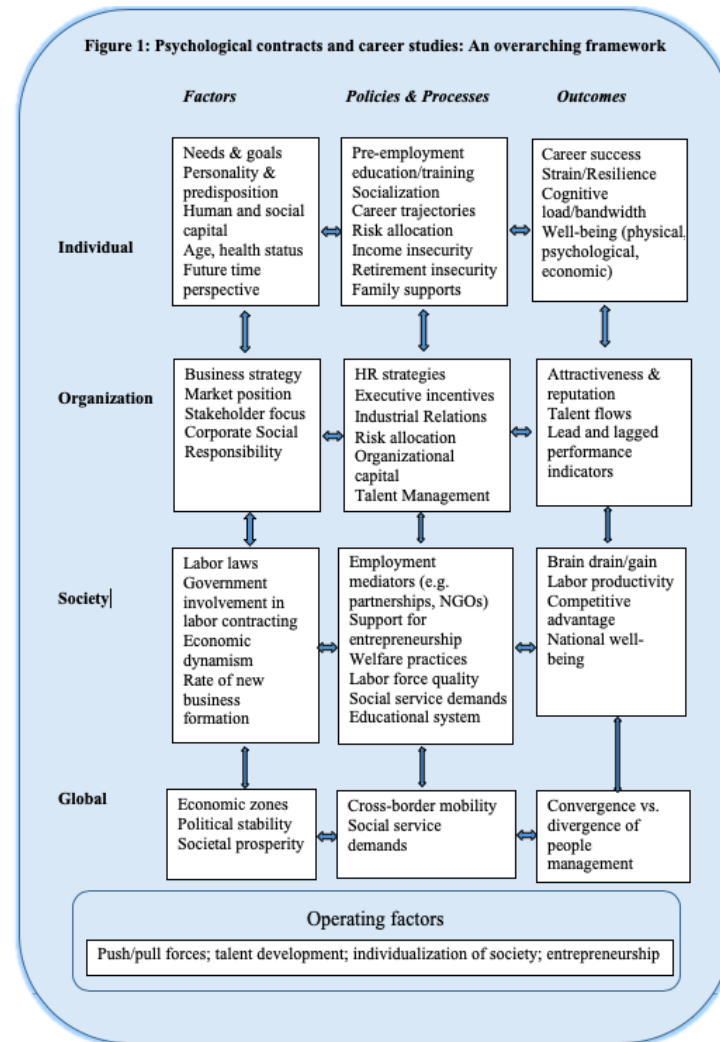 Figure 1: Psychological contracts and career studies: An overarching framework
Factors
Policies & Processes
Outcomes
Individual
Needs & goals
Personality &
predisposition
Human and social
capital
Age, health status
Future time
perspective
Pre-employment
education/training
Socialization
Career trajectories
Risk allocation
Income insecurity
Retirement insecurity
Family supports
Career success
Strain/Resilience
Cognitive
load/bandwidth
Well-being (physical,
psychological,
economic)
Organization
Business strategy
Market position
Stakeholder focus
Corporate Social
Responsibility
HR strategies
Executive incentives
Industrial Relations
Risk allocation
Organizational
capital
Talent Management
Attractiveness &
reputation
Talent flows
Lead and lagged
performance
indicators
Society
Labor laws
Government
involvement in
labor contracting
Economic
dynamism
Rate of new
business
formation
Employment
mediators (e.g.
partnerships, NGOs)
Support for
entrepreneurship
Welfare practices
Labor force quality
Social service demands
Educational system
Brain drain/gain
Labor productivity
Competitive
advantage
National well-
being
Global
Economic zones
Political stability
Societal prosperity
Cross-border mobility
Social service
demands
Convergence vs.
divergence of
people
management
Operating factors
Push/pull forces; talent development; individualization of society; entrepreneurship